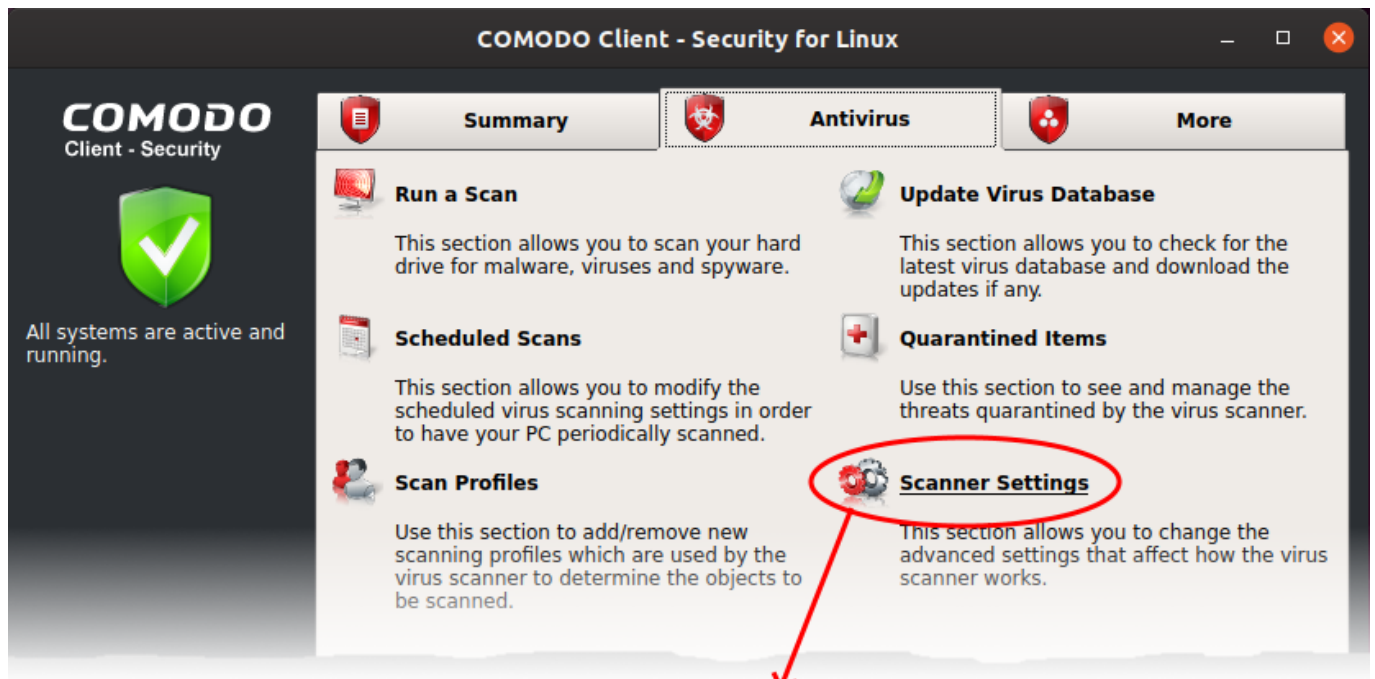 COMODO Client - Security for Linux
COMODO
Client - Security
All systems are active and
running.
Summary
Antivirus
More
Run a Scan
This section allows you to scan your hard
drive for malware, viruses and spyware.
Update Virus Database
This section allows you to check for the
latest virus database and download the
updates if any.
Scheduled Scans
This section allows you to modify the
scheduled virus scanning settings in order
to have your PC periodically scanned.
Quarantined Items
Use this section to see and manage the
threats quarantined by the virus scanner.
Scan Profiles
Use this section to add/remove new
scanning profiles which are used by the
virus scanner to determine the objects to
be scanned.
Scanner Settings
This section allows you to change the
advanced settings that affect how the virus
scanner works.